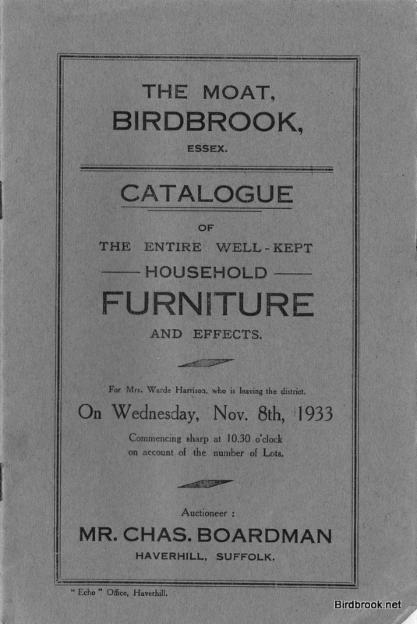 THE MOAT,
BIRDBROOK,
ESSEX.
CATALOGUE
OF
THE ENTIRE WELL-KEPT
HOUSEHOLD
FURNITURE
AND EFFECTS.
For Mrs. Warde Harrison, who is leaving the district.
On Wednesday, Nov. 8th, 1933
Commencing sharp at 10.30 o'clock
on account of the number of Lots.
Auctioneer :
MR. CHAS. BOARDMAN
HAVERHILL, SUFFOLK.
"Echo" Office, Haverhill.
Birdbrook.net